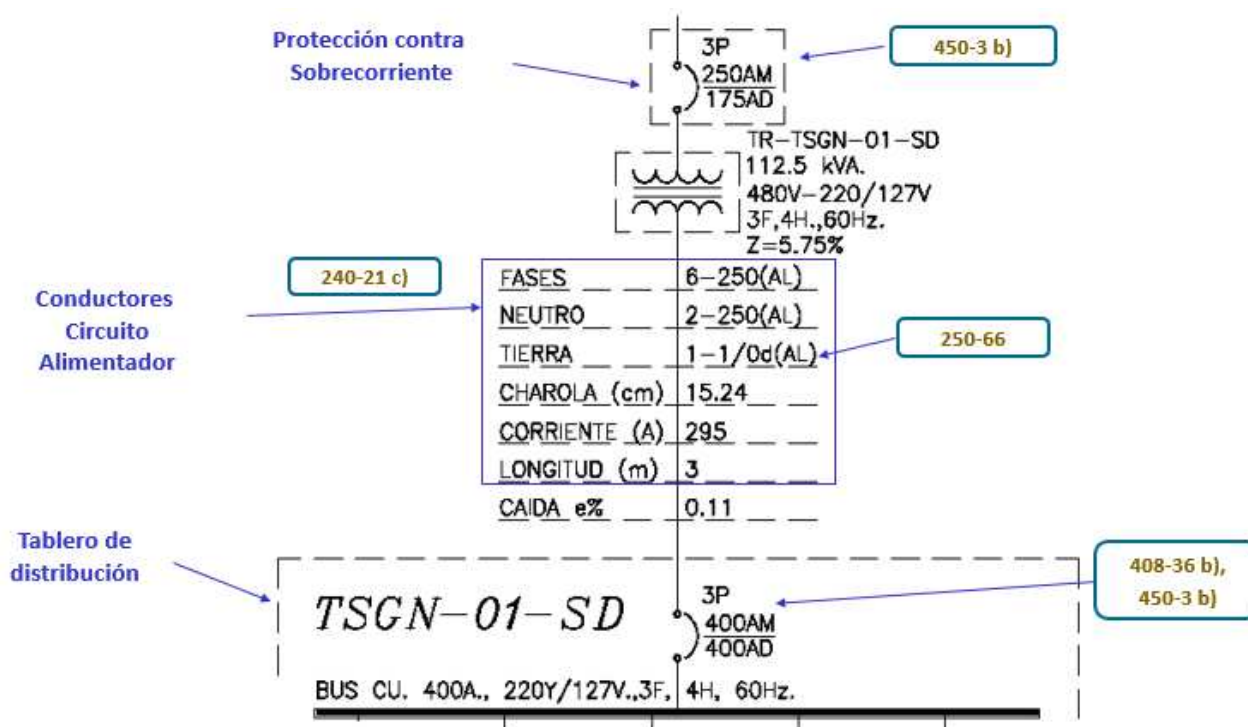 Protección contra
Sobrecorriente
3P
250AM
175AD
450-3 b)
TR-TSGN-01-SD
112.5 kVA.
480V-220/127V
3F,4H.,60Hz.
Z=5.75%
240-21 c)
Conductores
Circuito
Alimentador
FASES 6-250(AL)
NEUTRO 2-250(AL)
TIERRA 1-1/0d(AL)
CHAROLA (cm) 15.24
CORRIENTE (A) 295
LONGITUD (m) 3
CAIDA e% 0.11
250-66
Tablero de
distribución
TSGN-01-SD
3P
400AM
400AD
408-36 b),
450-3 b)
BUS CU. 400A., 220Y/127V.,3F, 4H, 60Hz.